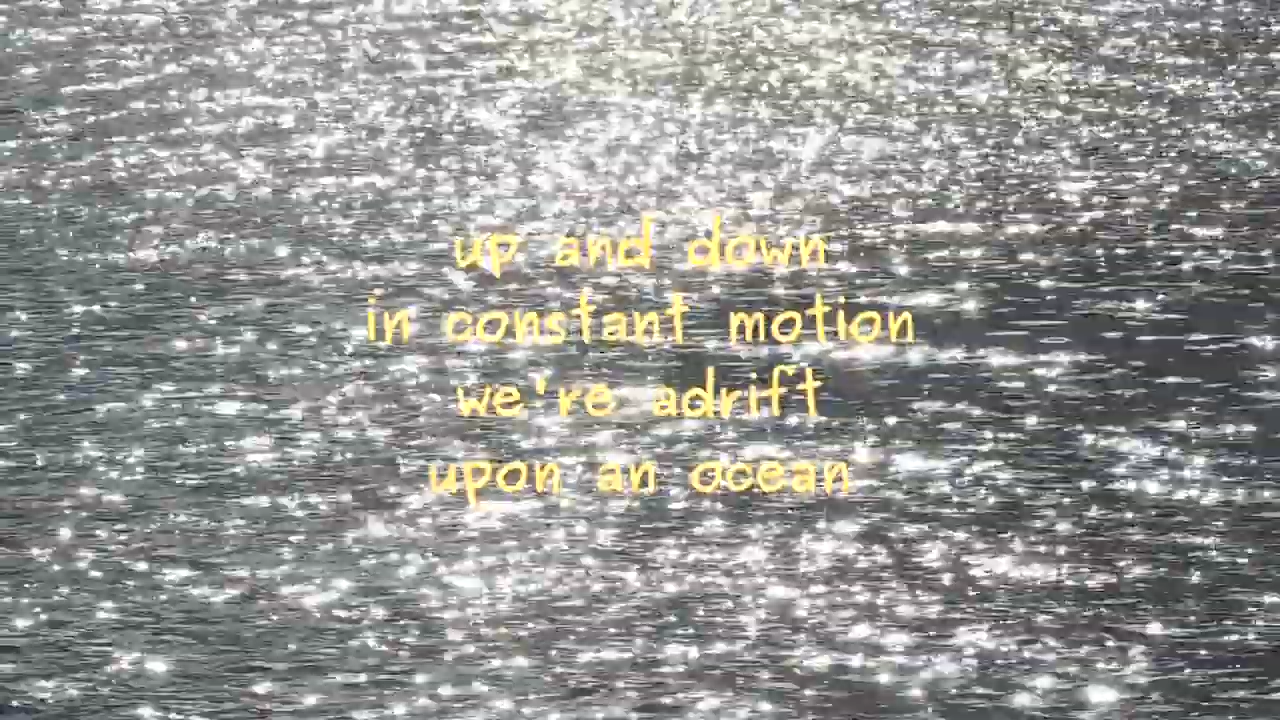 up and down
in constant motion
we're adrift
upon an ocean